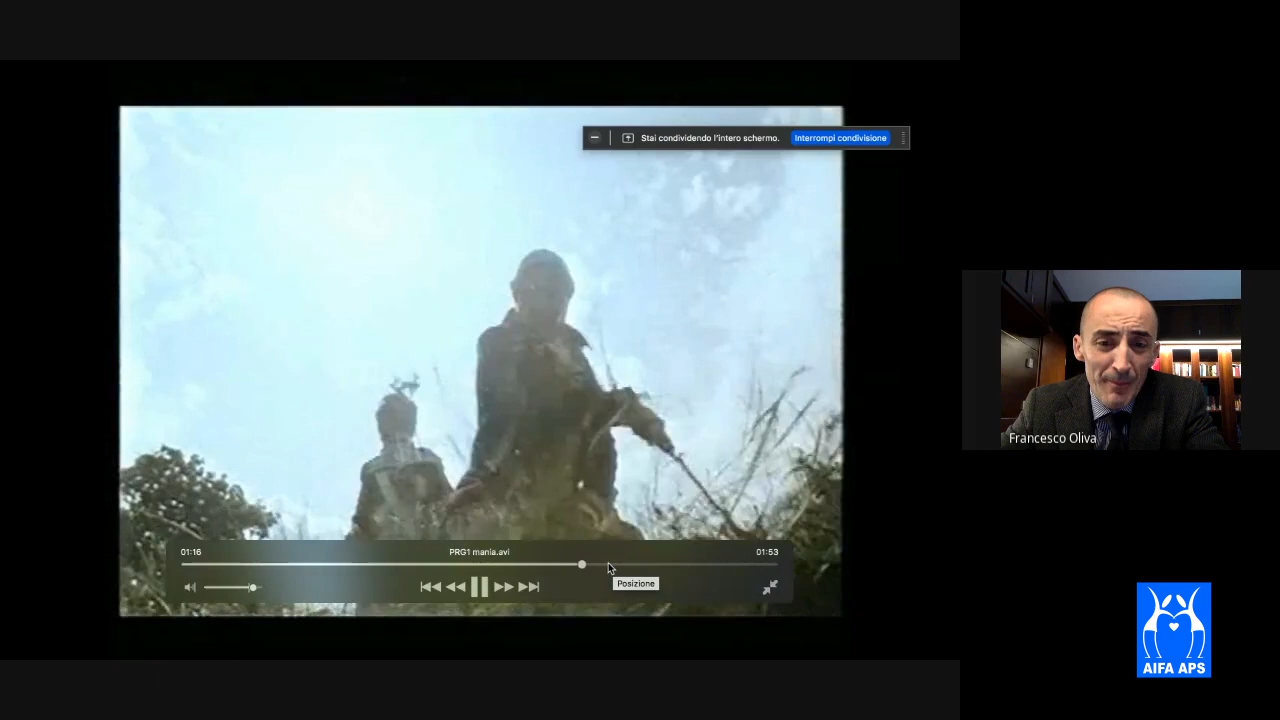 Stai condividendo l'intero schermo. Interrompi condivisione
Francesco Oliva
01:16 PRG1 mania.avi 01:53
Posizione
AIFA APS